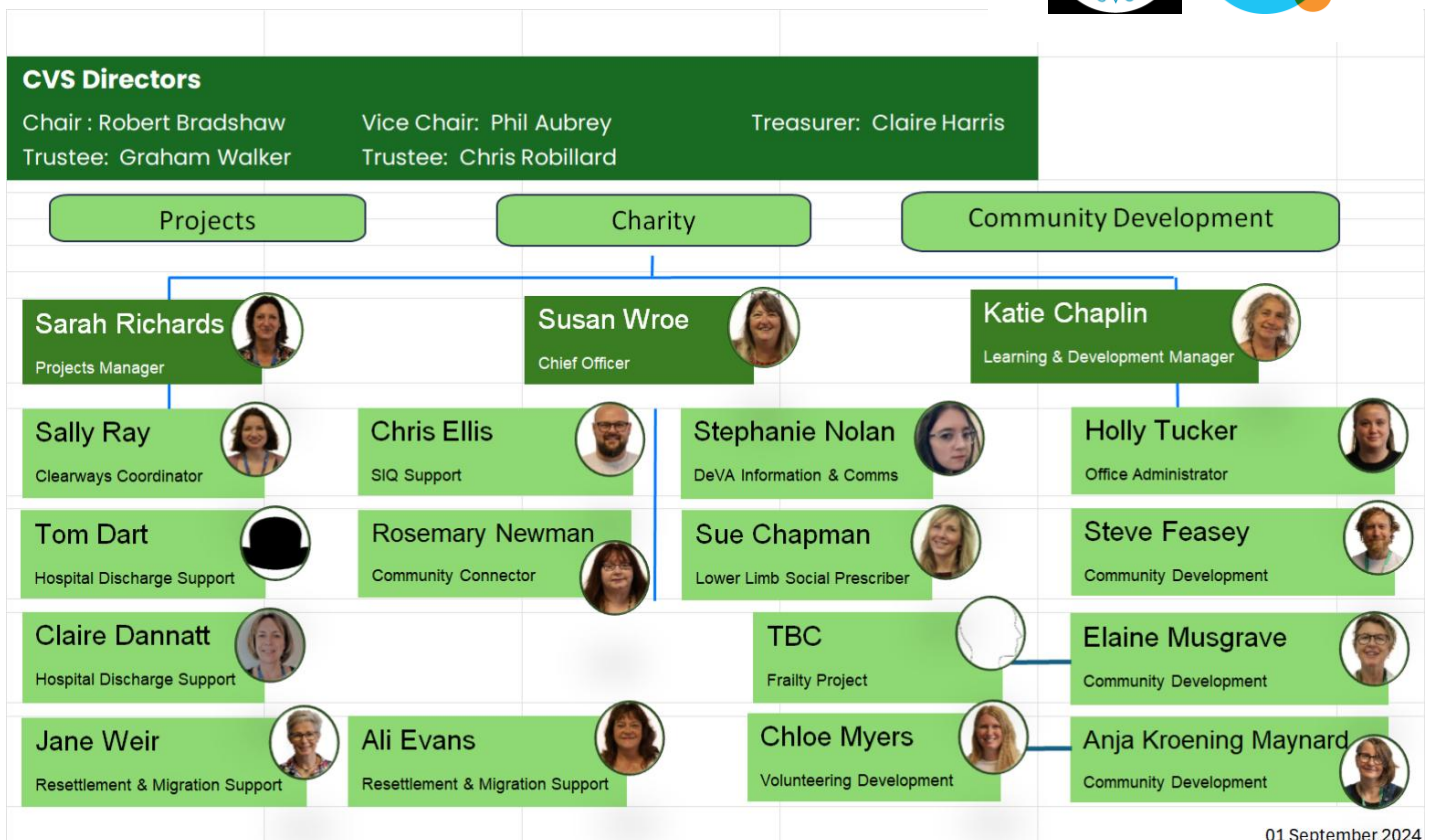 CVS Directors
Chair : Robert Bradshaw
Vice Chair: Phil Aubrey
Treasurer: Claire Harris
Trustee: Graham Walker
Trustee: Chris Robillard
Projects
Charity
Community Development
Sarah Richards
Projects Manager
Susan Wroe
Chief Officer
Katie Chaplin
Learning & Development Manager
Sally Ray
Clearways Coordinator
Chris Ellis
SIQ Support
Stephanie Nolan
DeVA Information & Comms
Holly Tucker
Office Administrator
Tom Dart
Hospital Discharge Support
Rosemary Newman
Community Connector
Sue Chapman
Lower Limb Social Prescriber
Steve Feasey
Community Development
Claire Dannatt
Hospital Discharge Support
TBC
Frailty Project
Elaine Musgrave
Community Development
Jane Weir
Resettlement & Migration Support
Ali Evans
Resettlement & Migration Support
Chloe Myers
Volunteering Development
Anja Kroening Maynard
Community Development
01 September 2024